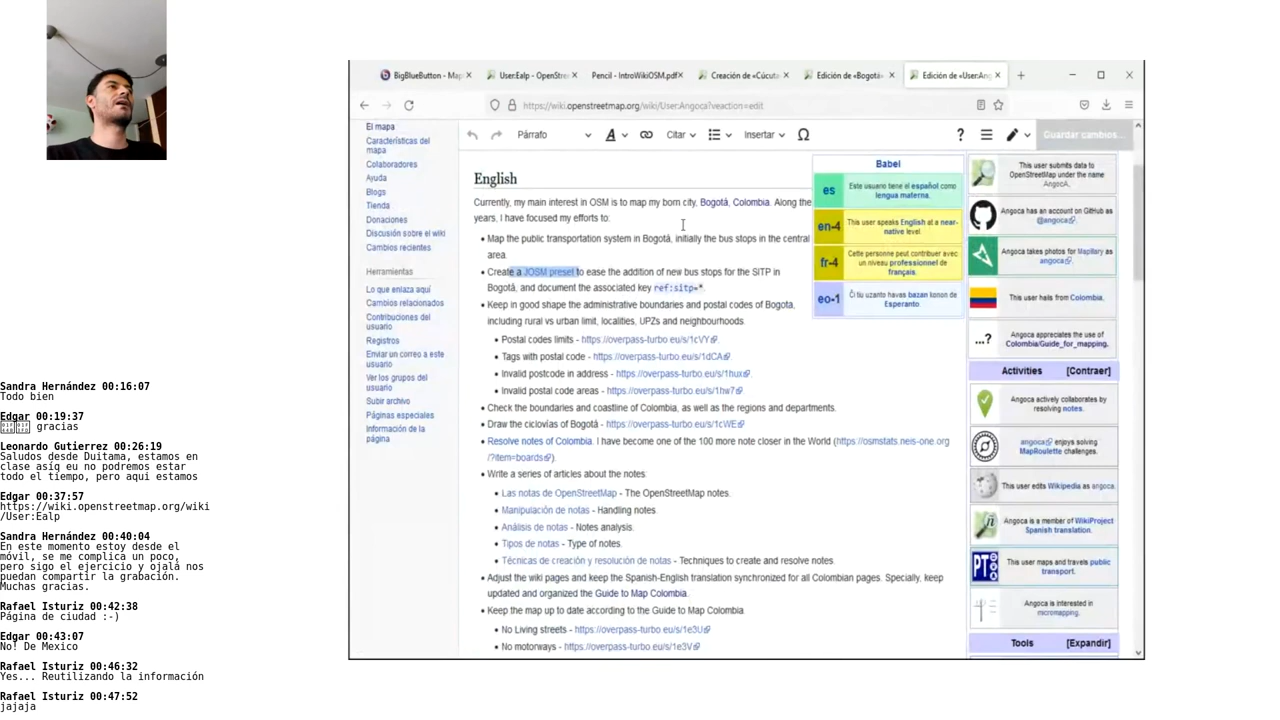 BigBlueButton - Map
User:Ealp - OpenStre
Pencil - IntroWikiOSM.pdf
Creación de «Cúcuta
Edición de «Bogotá»
Edición de «User:Ang
https://wiki.openstreetmap.org/wiki/User:Angoca?veaction=edit
Párrafo
A
Citar
Insertar
Ω
?
Guardar cambios...
El mapa
Características del
mapa
Colaboradores
Ayuda
Blogs
Tienda
Donaciones
Discusión sobre el wiki
Cambios recientes
Herramientas
Lo que enlaza aquí
Cambios relacionados
Contribuciones del
usuario
Registros
Enviar un correo a este
usuario
Ver los grupos del
usuario
Subir archivo
Páginas especiales
Información de la
página
English
Currently, my main interest in OSM is to map my born city, Bogotá, Colombia. Along the
years, I have focused my efforts to:
• Map the public transportation system in Bogotá, initially the bus stops in the central
area.
• Create a JOSM preset to ease the addition of new bus stops for the SITP in
Bogotá, and document the associated key ref:sitp=*.
• Keep in good shape the administrative boundaries and postal codes of Bogota,
including rural vs urban limit, localities, UPZs and neighbourhoods.
• Postal codes limits - https://overpass-turbo.eu/s/1cVY
• Tags with postal code - https://overpass-turbo.eu/s/1dCA
• Invalid postcode in address - https://overpass-turbo.eu/s/1hux
• Invalid postal code areas - https://overpass-turbo.eu/s/1hw7
• Check the boundaries and coastline of Colombia, as well as the regions and departments.
• Draw the ciclovías of Bogotá - https://overpass-turbo.eu/s/1cWE
• Resolve notes of Colombia. I have become one of the 100 more note closer in the World (https://osmstats.neis-one.org
/?item=boards).
• Write a series of articles about the notes:
• Las notas de OpenStreetMap - The OpenStreetMap notes.
• Manipulación de notas - Handling notes.
• Análisis de notas - Notes analysis.
• Tipos de notas - Type of notes.
• Técnicas de creación y resolución de notas - Techniques to create and resolve notes.
• Adjust the wiki pages and keep the Spanish-English translation synchronized for all Colombian pages. Specially, keep
updated and organized the Guide to Map Colombia.
• Keep the map up to date according to the Guide to Map Colombia.
• No Living streets - https://overpass-turbo.eu/s/1e3U
• No motorways - https://overpass-turbo.eu/s/1e3V
Babel
es
Este usuario tiene el español como
lengua materna.
en-4
This user speaks English at a near-
native level.
fr-4
Cette personne peut contribuer avec
un niveau professionnel de
français.
eo-1
Ĉi tiu uzanto havas bazan konon de
Esperanto.
This user submits data to
OpenStreetMap under the name
AngocA.
Angoca has an account on GitHub as
@angoca.
Angoca takes photos for Mapillary as
angoca.
This user hails from Colombia.
...?
Angoca appreciates the use of
Colombia/Guide_for_mapping.
Activities [Contraer]
Angoca actively collaborates by
resolving notes.
angoca enjoys solving
MapRoulette challenges.
This user edits Wikipedia as angoca.
Angoca is a member of WikiProject
Spanish translation.
PT
This user maps and travels public
transport.
Angoca is interested in
micromapping.
Tools [Expandir]
Sandra Hernández 00:16:07
Todo bien
Edgar 00:19:37
gracias
Leonardo Gutierrez 00:26:19
Saludos desde Duitama, estamos en
clase asíg eu no podremos estar
todo el tiempo, pero aqui estamos
Edgar 00:37:57
https://wiki.openstreetmap.org/wiki
/User:Ealp
Sandra Hernández 00:40:04
En este momento estoy desde el
móvil, se me complica un poco,
pero sigo el ejercicio y ojalá nos
puedan compartir la grabación.
Muchas gracias.
Rafael Isturiz 00:42:38
Página de ciudad :-)
Edgar 00:43:07
No! De Mexico
Rafael Isturiz 00:46:32
Yes... Reutilizando la información
Rafael Isturiz 00:47:52
jajaja